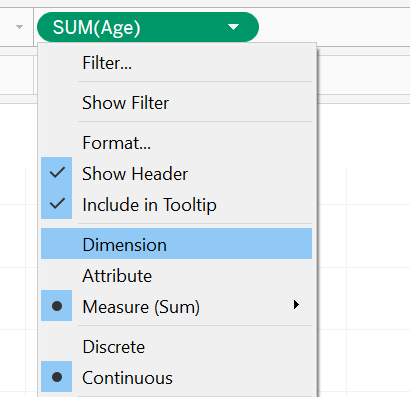 SUM(Age)
Filter...
Show Filter
Format...
Show Header
Include in Tooltip
Dimension
Attribute
Measure (Sum)
Discrete
Continuous